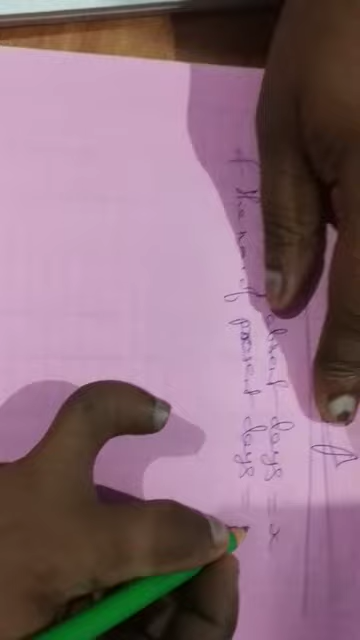 absent days = x
the no. of present days =